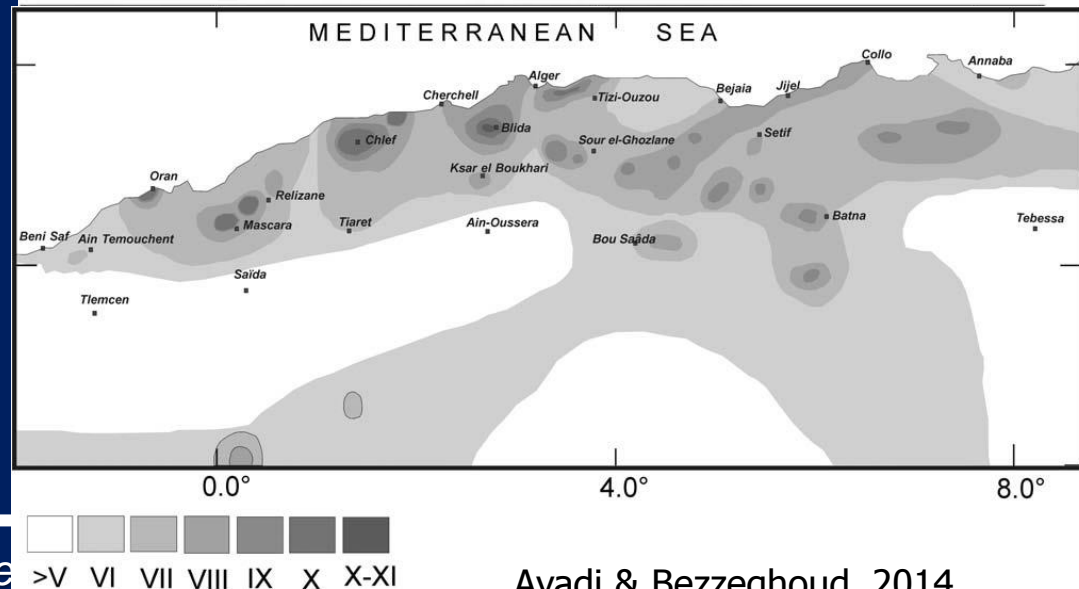 MEDITERRANEAN SEA
Collo
Annaba
Alger
Jijel
Bejaia
Cherchell
Tizi-Ouzou
Blida
Setif
Chlef
Sour el-Ghozlane
Ksar el Boukhari
Oran
Relizane
Mascara
Tiaret
Ain-Oussera
Batna
Tebessa
Beni Saf
Ain Temouchent
Bou Saâda
Saïda
Tlemcen
0.0°
4.0°
8.0°
>V VI VII VIII IX X X-XI
Ayadi & Bezzeghoud, 2014